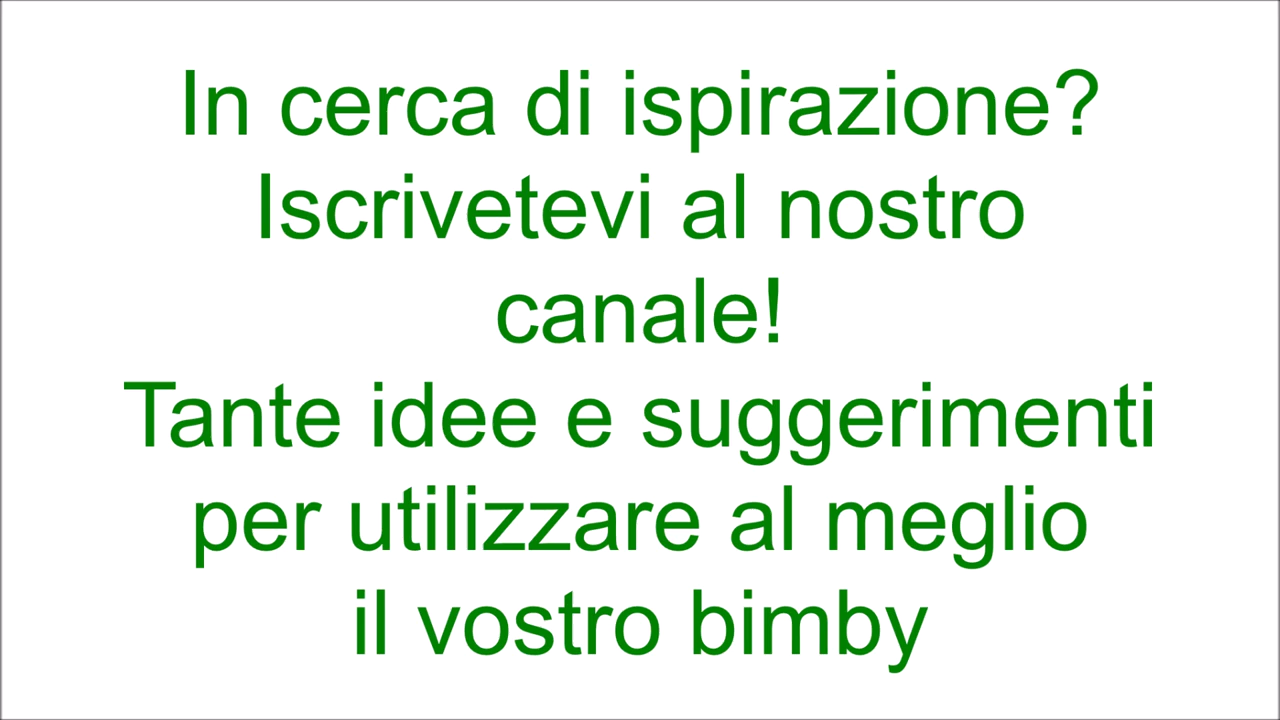 In cerca di ispirazione?
Iscrivetevi al nostro
canale!
Tante idee e suggerimenti
per utilizzare al meglio
il vostro bimby